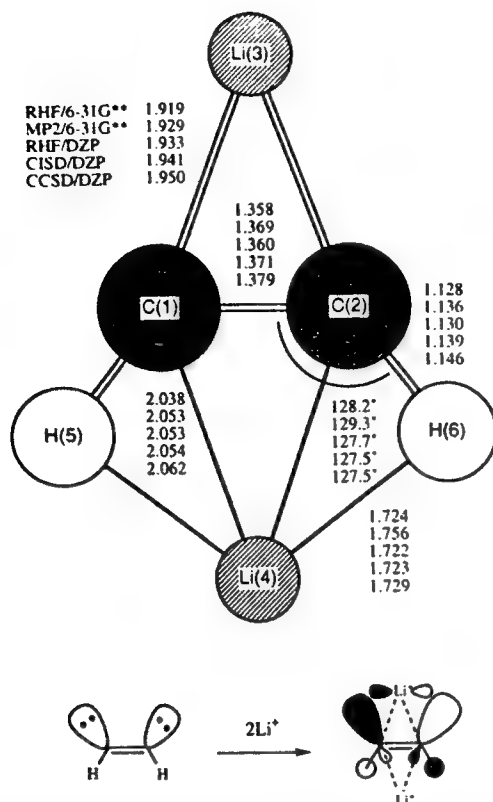 Li(3)
RHF/6-31G** 1.919
MP2/6-31G** 1.929
RHF/DZP 1.933
CISD/DZP 1.941
CCSD/DZP 1.950
1.358
1.369
1.360
1.371
1.379
C(1)
C(2)
1.128
1.136
1.130
1.139
1.146
H(5)
2.038
2.053
2.053
2.054
2.062
128.2°
129.3°
127.7°
127.5°
127.5°
H(6)
1.724
1.756
1.722
1.723
1.729
Li(4)
2Li⁺
Li
H H